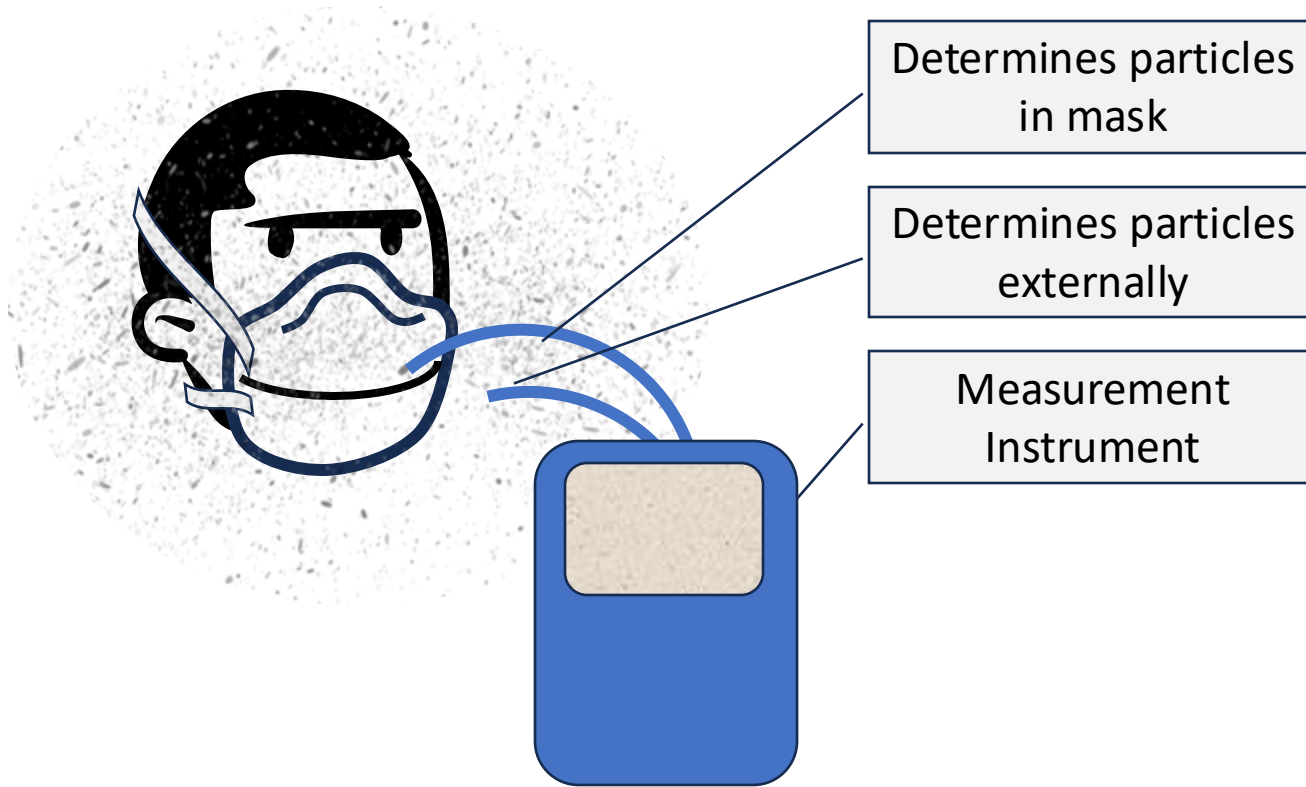 Determines particles
in mask
Determines particles
externally
Measurement
Instrument